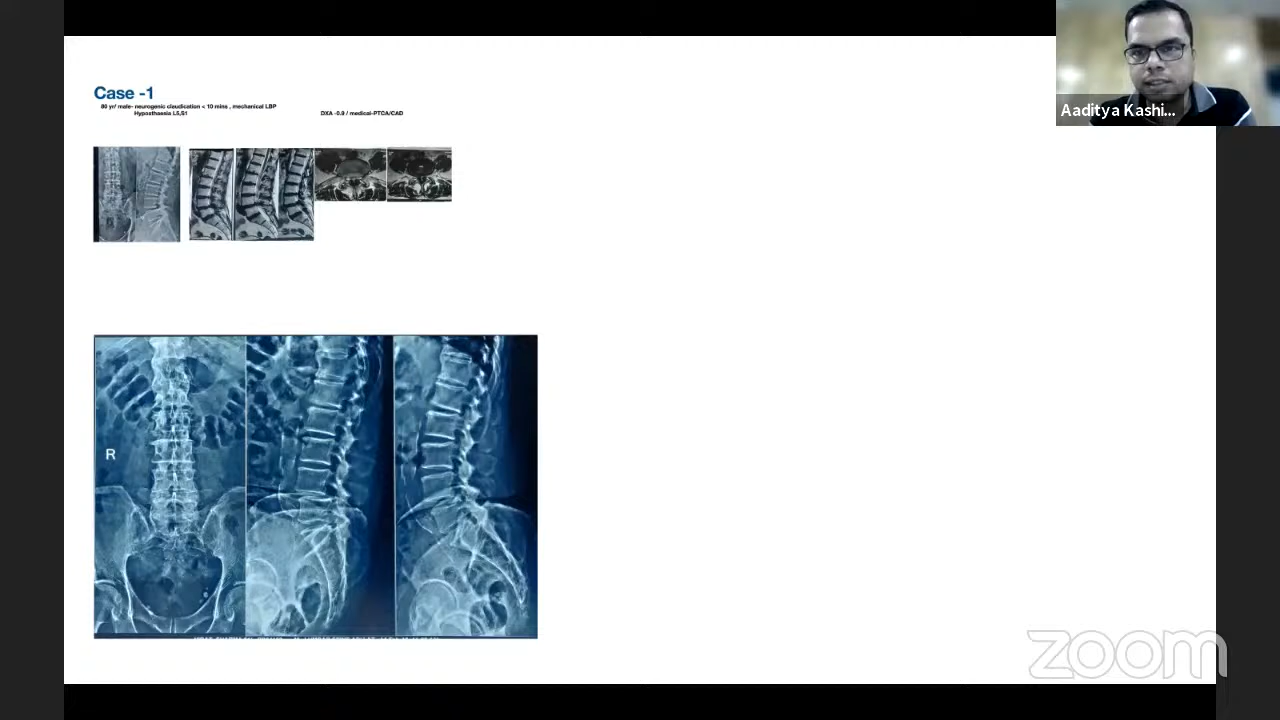 Case -1
80 yr/ male- neurogenic claudication < 10 mins , mechanical LBP
Hyposthaesia L5,S1
DXA -0.9 / medical-PTCA/CAD
R
Aaditya Kashi...
zoom